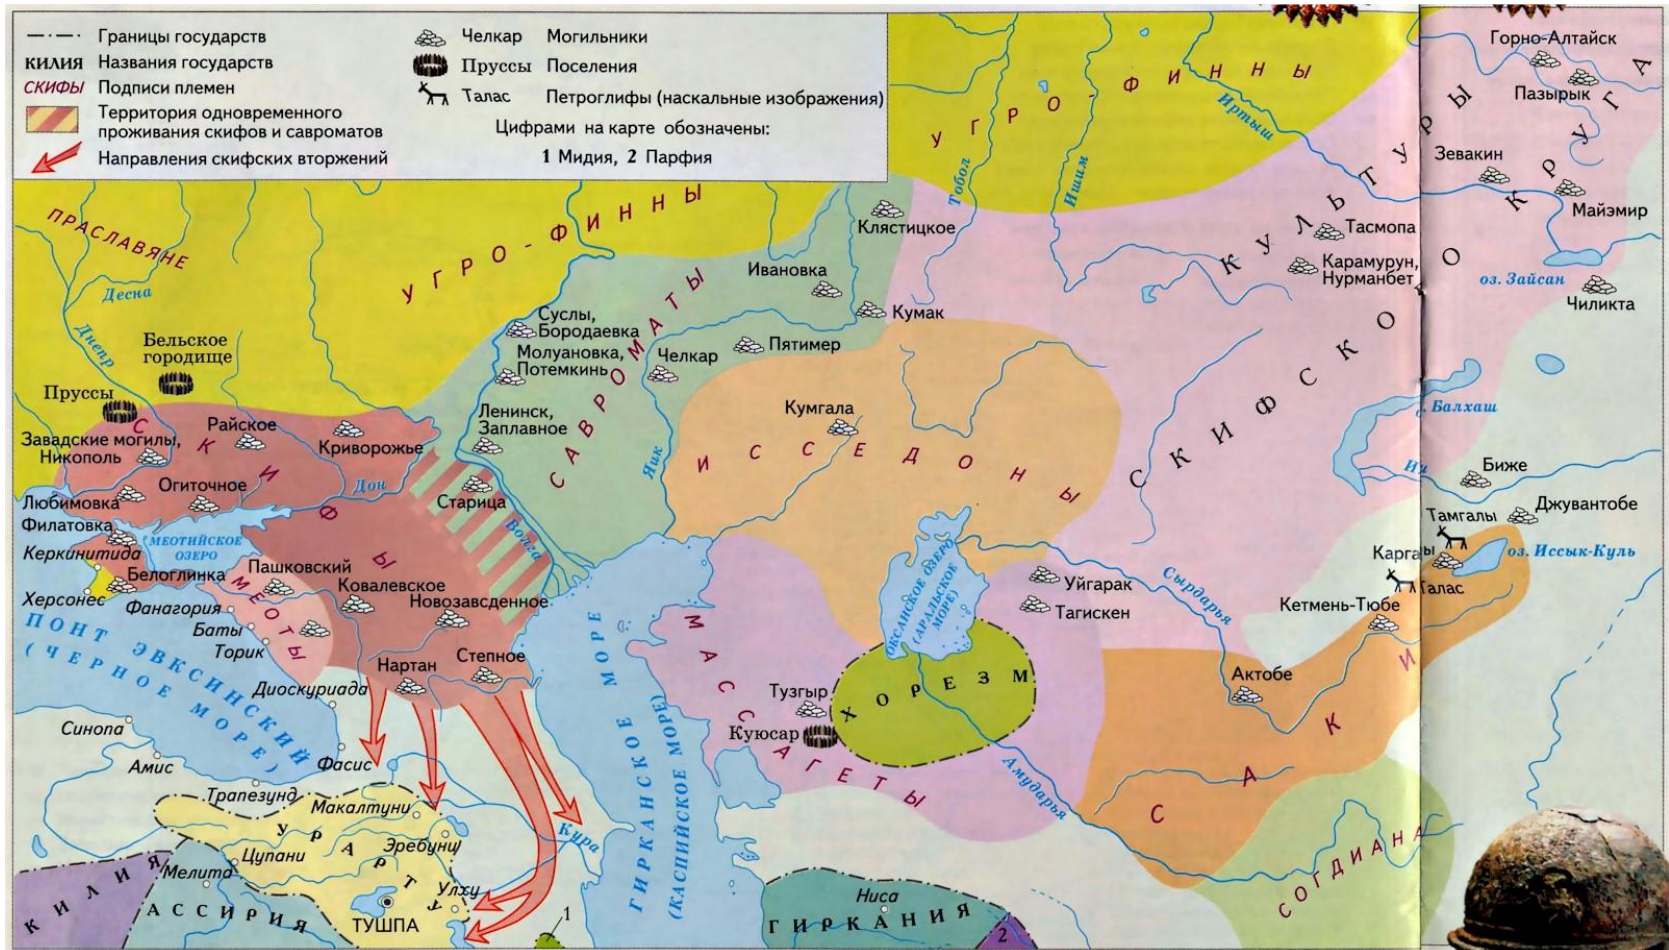 Границы государств
КИЛИЯ Названия государств
СКИФЫ Подписи племен
Территория одновременного
проживания скифов и савроматов
Направления скифских вторжений
Челкар Могильники
Пруссы Поселения
Талас Петроглифы (наскальные изображения)
Цифрами на карте обозначены:
1 Мидия, 2 Парфия
УГРО-ФИННЫ
Тобол
Ишим
Иртыш
Горно-Алтайск
Пазырык
Зевакин
Майэмир
КУЛЬТУРЫ
СКИФСКОГО
КРУГА
Тасмопа
Карамурун,
Нурманбет
оз. Зайсан
Чиликта
ПРАСЛАВЯНЕ
Десна
Днепр
УГРО-ФИННЫ
Клястицкое
Ивановка
Кумак
Суслы,
Бородаевка
Молуановка,
Потемкинь
Челкар
Пятимер
САВРОМАТЫ
Бельское
городище
Пруссы
СКИФЫ
Райское
Криворожье
Завадские могилы,
Никополь
Ленинск,
Заплавное
Кумгала
ИССЕДОНЫ
Яик
Балхаш
Биже
Джувантобе
Тамгалы
оз. Иссык-Куль
Талас
Кетмень-Тюбе
Огиточное
Дон
Старица
Волга
Любимовка
Филатовка
МЕОТИЙСКОЕ
ОЗЕРО
Керкинитида
Белоглинка
Херсонес
Пашковский
Ковалевское
Новозавсденное
МЕОТЫ
Фанагория
Баты
Торик
Нартан
Степное
Диоскуриада
ПОНТ ЭВКСИНСКИЙ
(ЧЕРНОЕ МОРЕ)
Синопа
Амис
Фасис
Трапезунд
ОКСАНСКОЕ ОЗЕРО
(АРАЛЬСКОЕ
МОРЕ)
Уйгарак
Тагискен
Сырдарья
Актобе
МАССАГЕТЫ
ХОРЕЗМ
Тузгыр
Куюсар
Амударья
САКИ
СОГДИАНА
ГИРКАНСКОЕ МОРЕ
(КАСПИЙСКОЕ МОРЕ)
Макалтуни
УРАРТУ
Эребуни
Цупани
Мелита
Улху
ТУШПА
Кура
КИЛИЯ
АССИРИЯ
1
Ниса
ГИРКАНИЯ
2